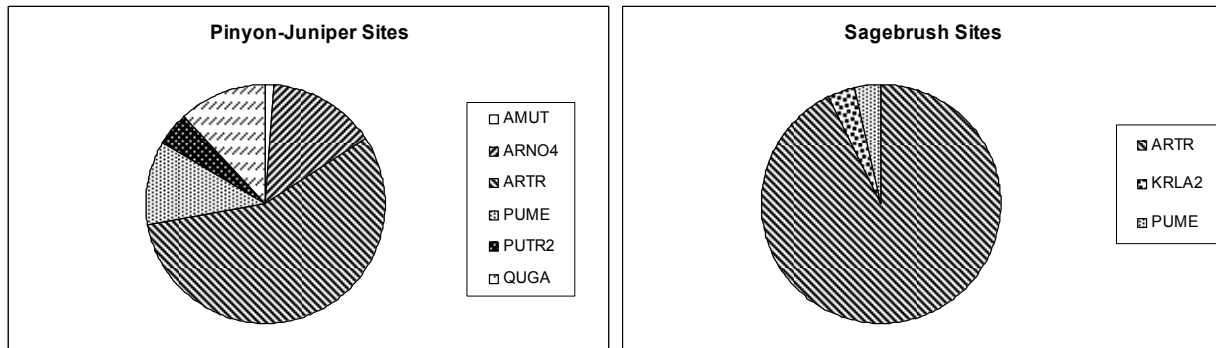 Pinyon-Juniper Sites
AMUT
ARNO4
ARTR
PUME
PUTR2
QUGA
Sagebrush Sites
ARTR
KRLA2
PUME